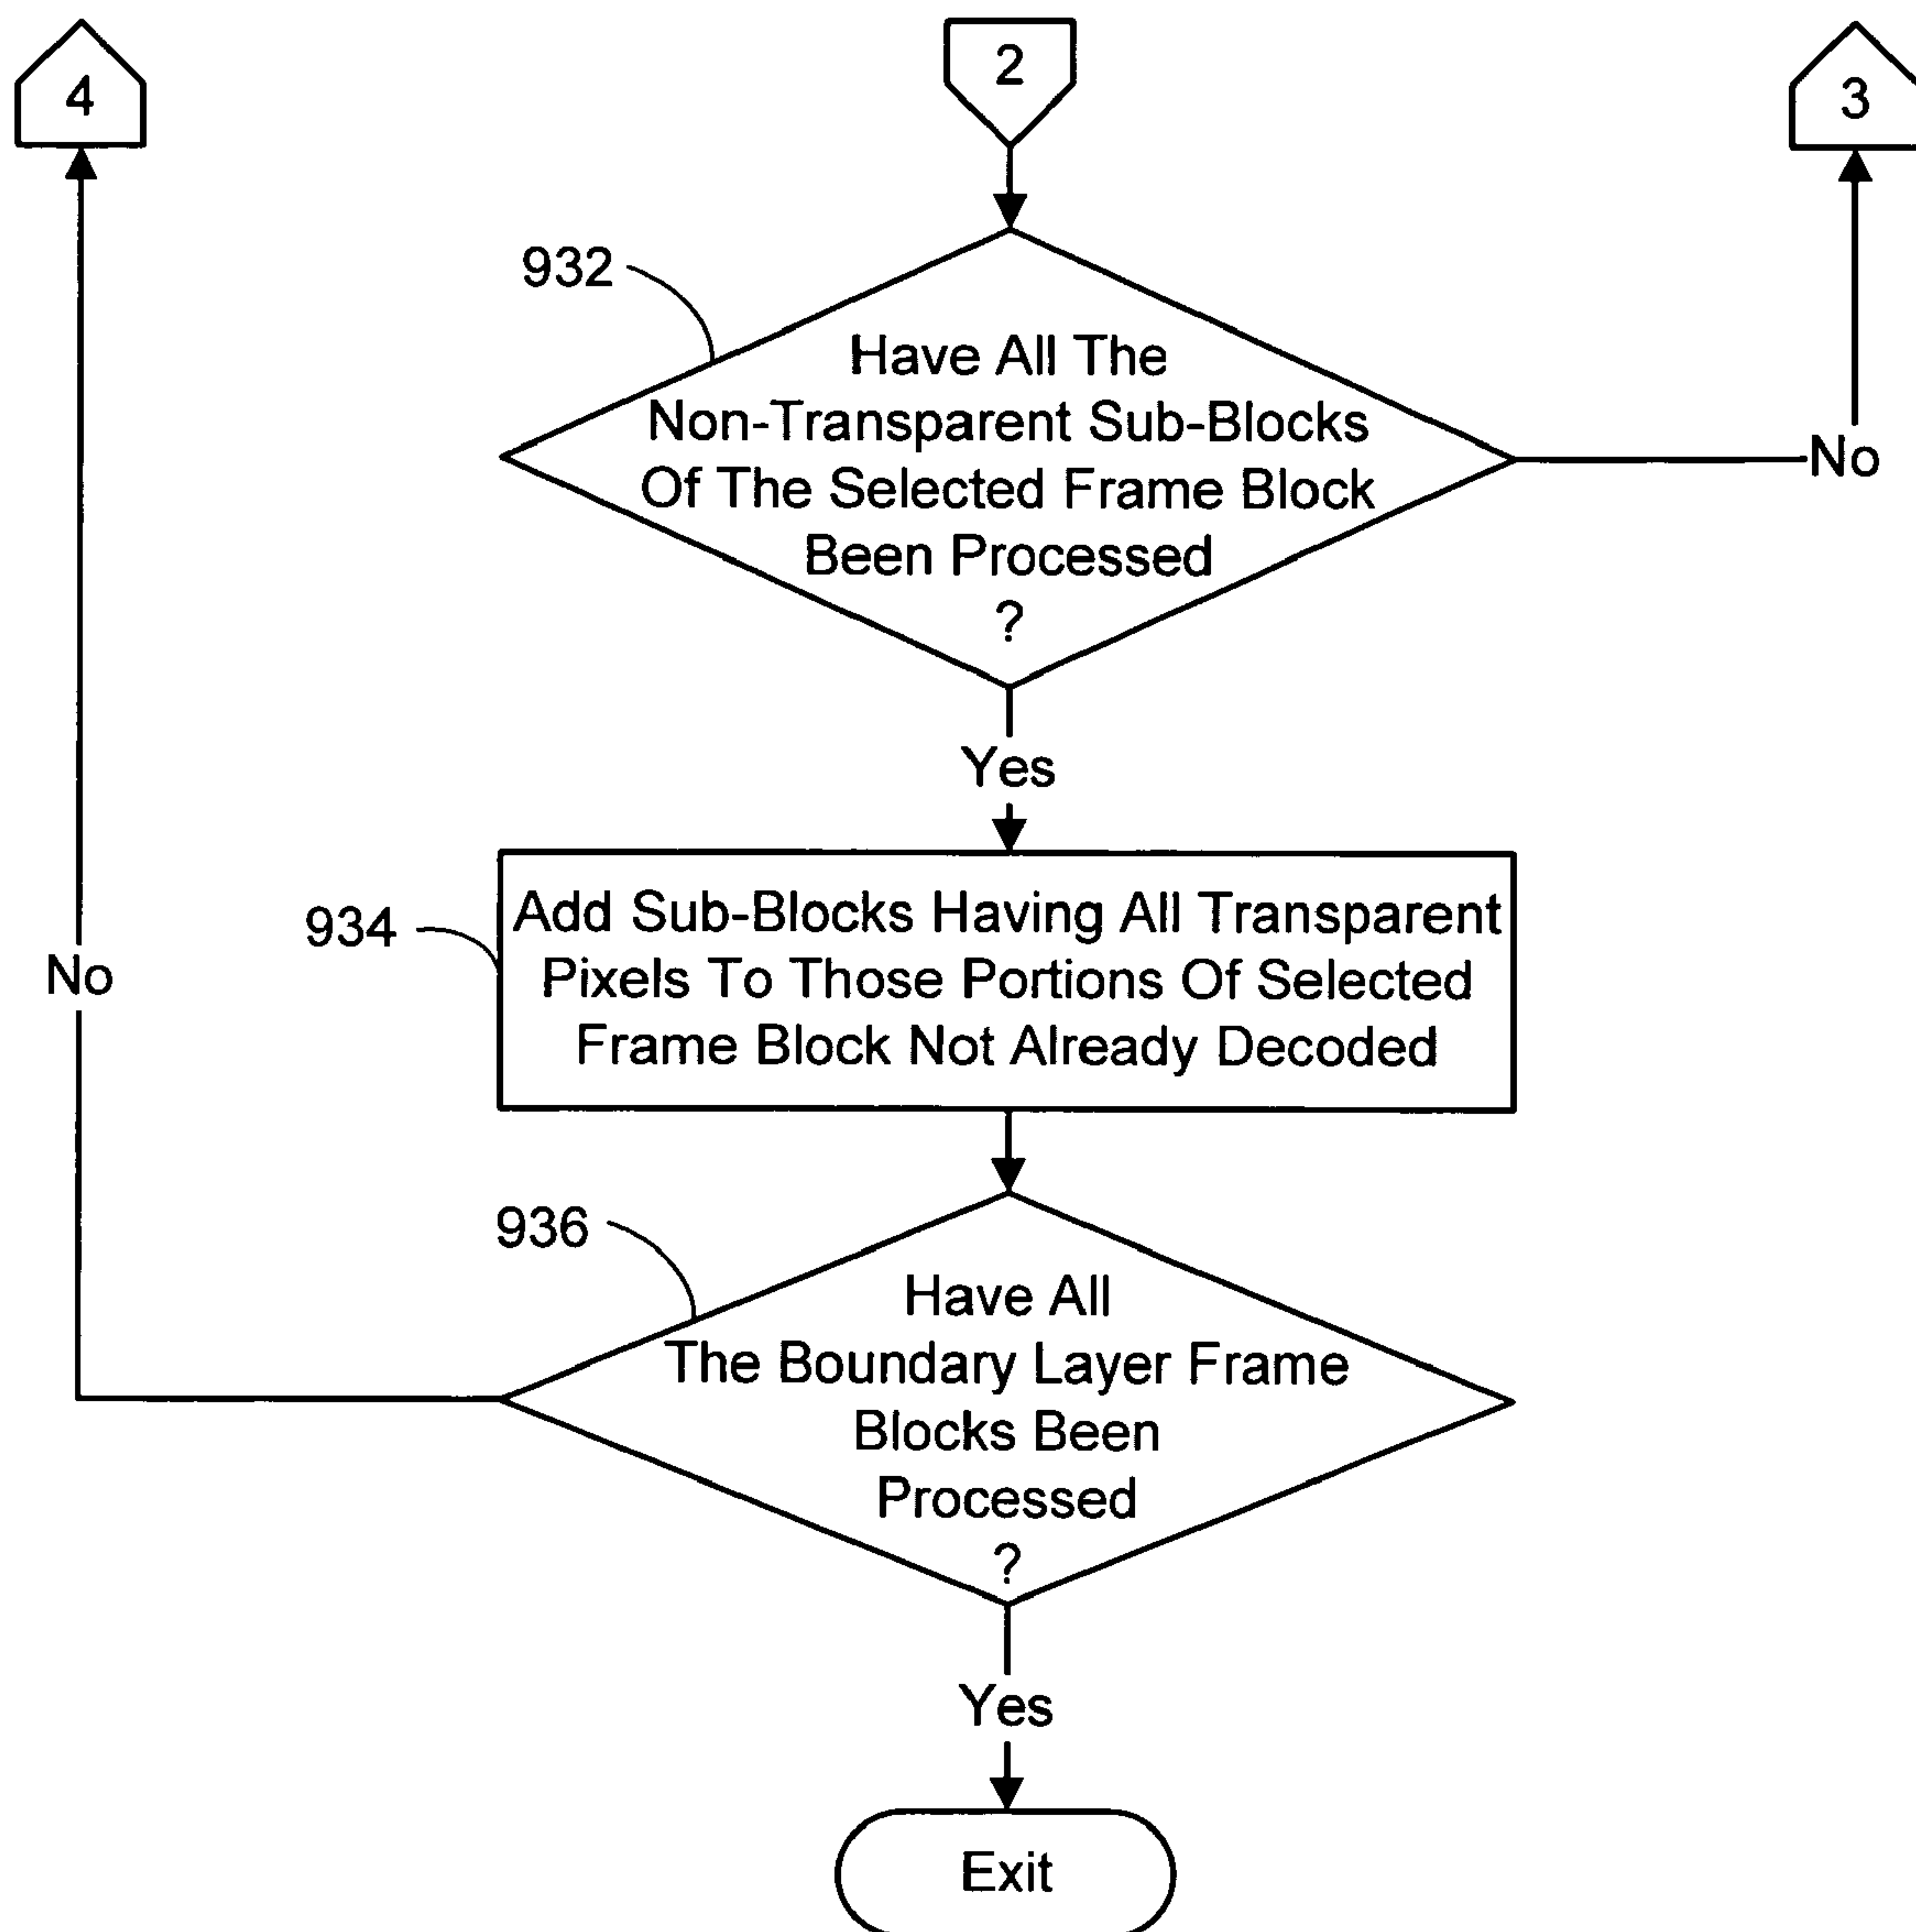 4
2
3
932
Have All The
Non-Transparent Sub-Blocks
Of The Selected Frame Block
Been Processed
?
No
Yes
934
Add Sub-Blocks Having All Transparent
Pixels To Those Portions Of Selected
Frame Block Not Already Decoded
No
936
Have All
The Boundary Layer Frame
Blocks Been
Processed
?
Yes
Exit